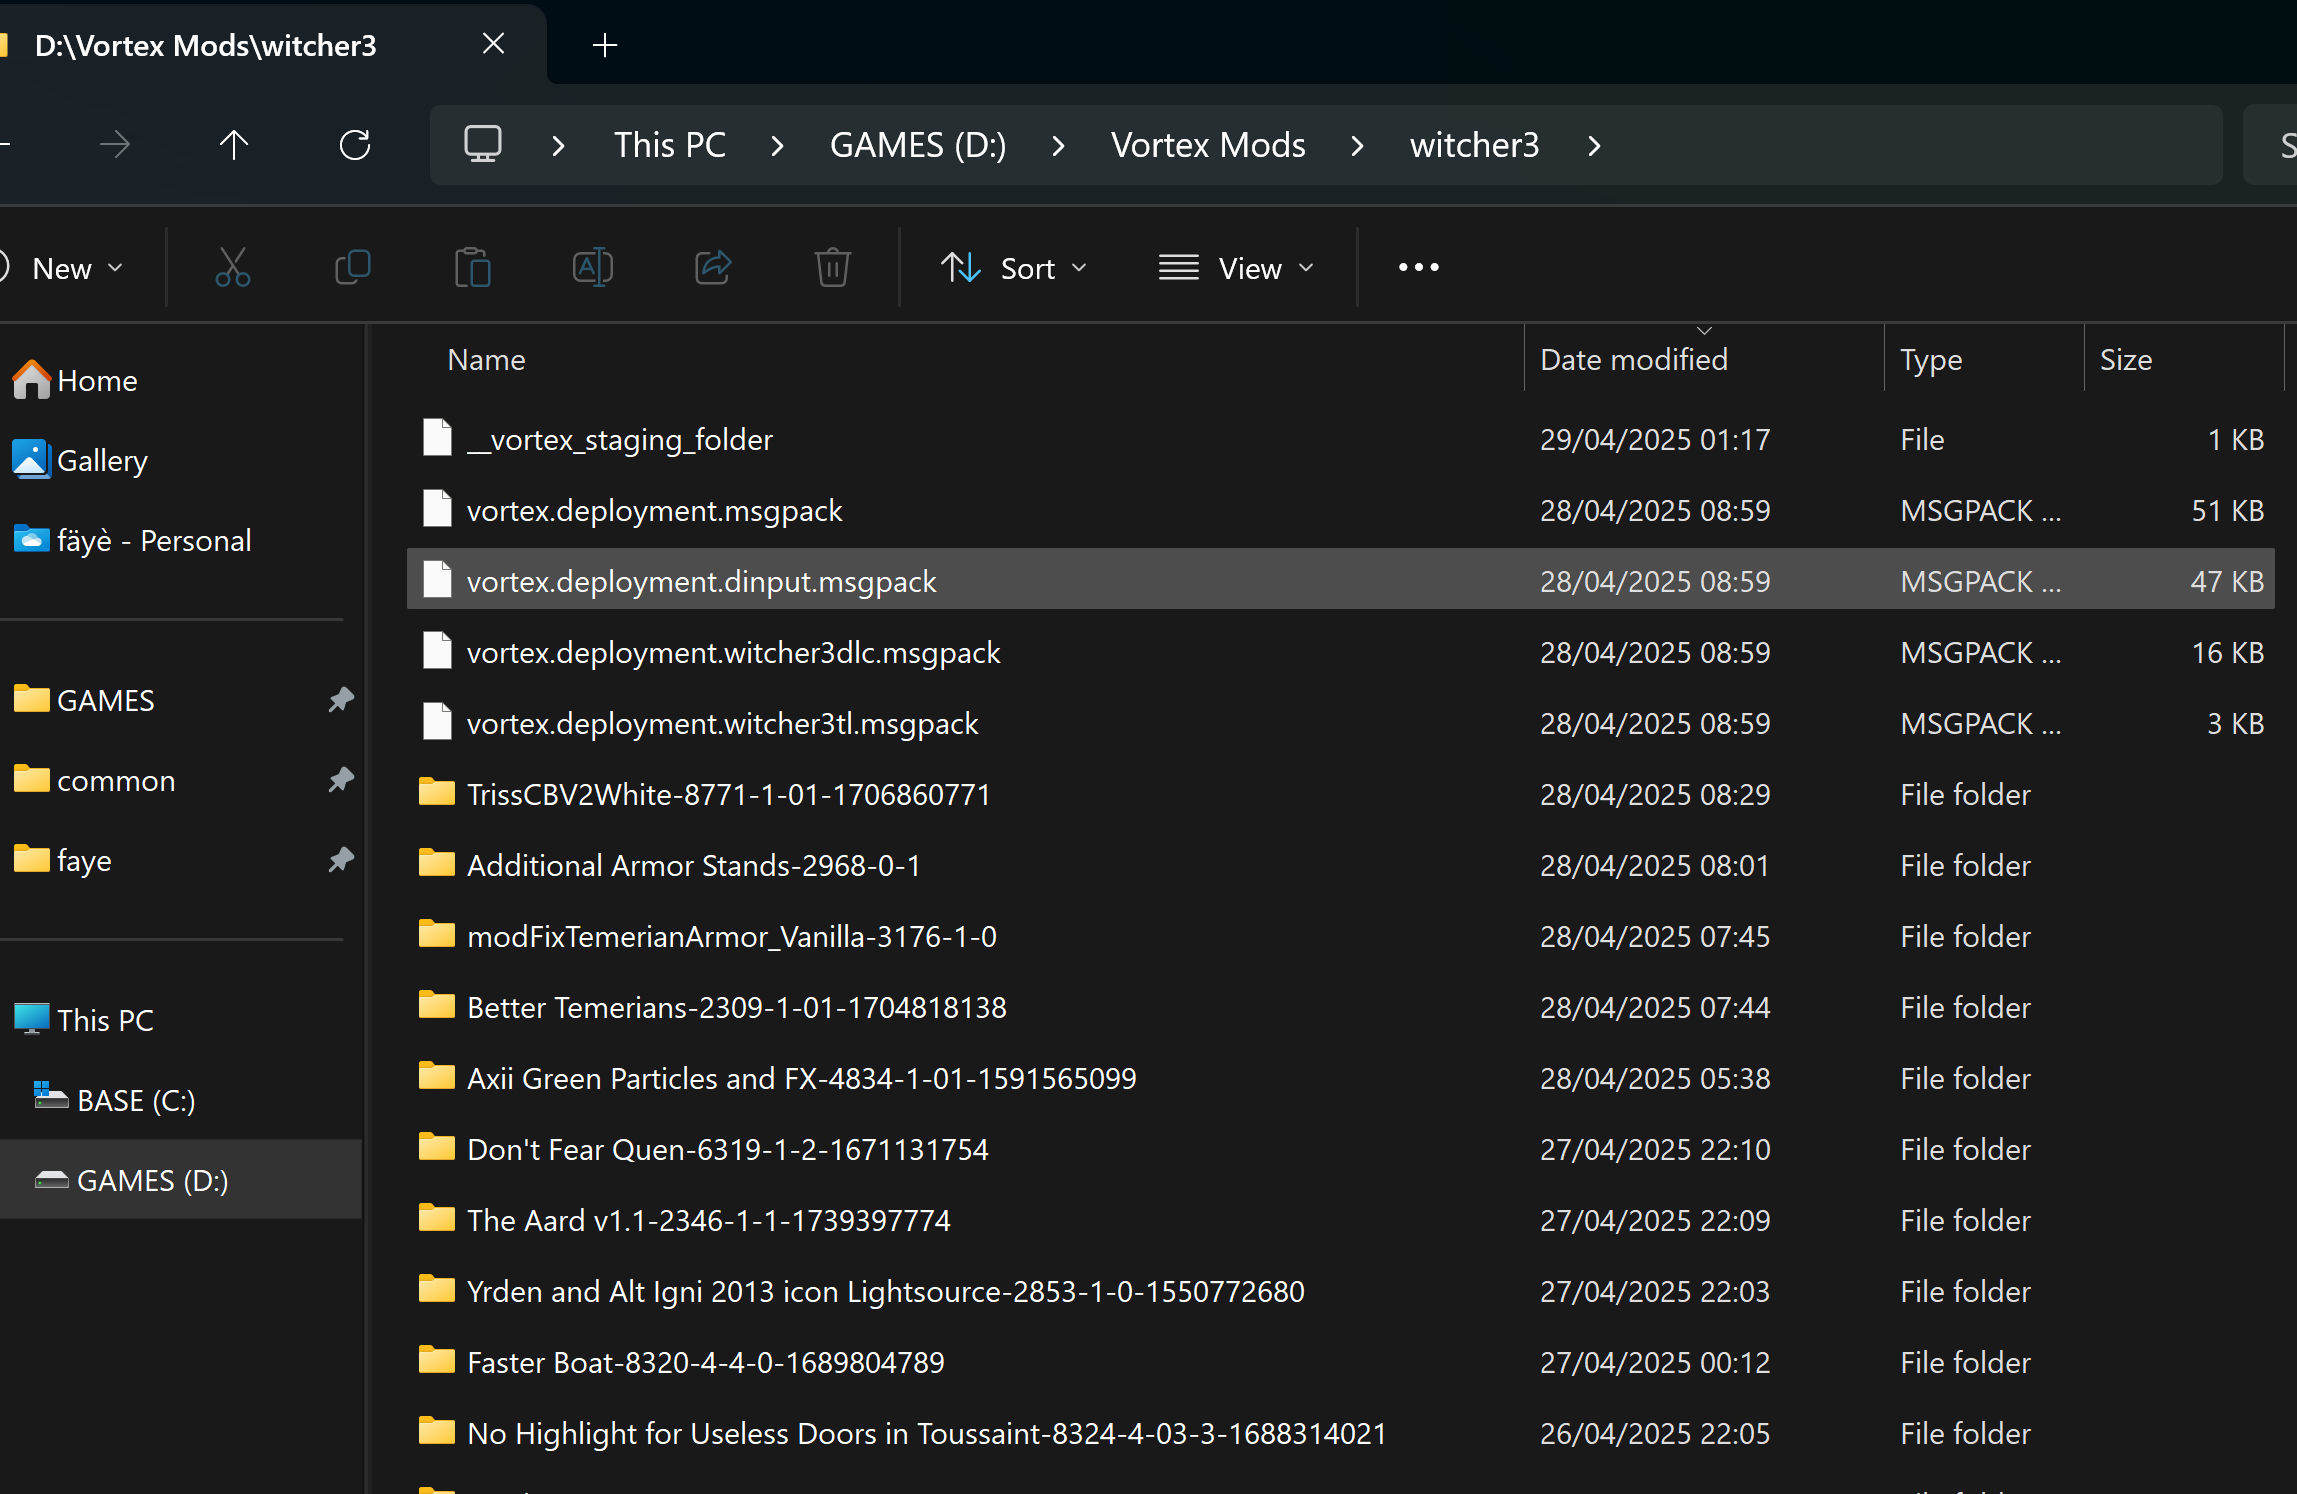 D:\Vortex Mods\witcher3
This PC
GAMES (D:)
Vortex Mods
witcher3
S
New
Sort
View
Home
Gallery
fäyè - Personal
GAMES
common
faye
This PC
BASE (C:)
GAMES (D:)
Name Date modified Type Size
__vortex_staging_folder 29/04/2025 01:17 File 1 KB
vortex.deployment.msgpack 28/04/2025 08:59 MSGPACK ... 51 KB
vortex.deployment.dinput.msgpack 28/04/2025 08:59 MSGPACK ... 47 KB
vortex.deployment.witcher3dlc.msgpack 28/04/2025 08:59 MSGPACK ... 16 KB
vortex.deployment.witcher3tl.msgpack 28/04/2025 08:59 MSGPACK ... 3 KB
TrissCBV2White-8771-1-01-1706860771 28/04/2025 08:29 File folder
Additional Armor Stands-2968-0-1 28/04/2025 08:01 File folder
modFixTemerianArmor_Vanilla-3176-1-0 28/04/2025 07:45 File folder
Better Temerians-2309-1-01-1704818138 28/04/2025 07:44 File folder
Axii Green Particles and FX-4834-1-01-1591565099 28/04/2025 05:38 File folder
Don't Fear Quen-6319-1-2-1671131754 27/04/2025 22:10 File folder
The Aard v1.1-2346-1-1-1739397774 27/04/2025 22:09 File folder
Yrden and Alt Igni 2013 icon Lightsource-2853-1-0-1550772680 27/04/2025 22:03 File folder
Faster Boat-8320-4-4-0-1689804789 27/04/2025 00:12 File folder
No Highlight for Useless Doors in Toussaint-8324-4-03-3-1688314021 26/04/2025 22:05 File folder